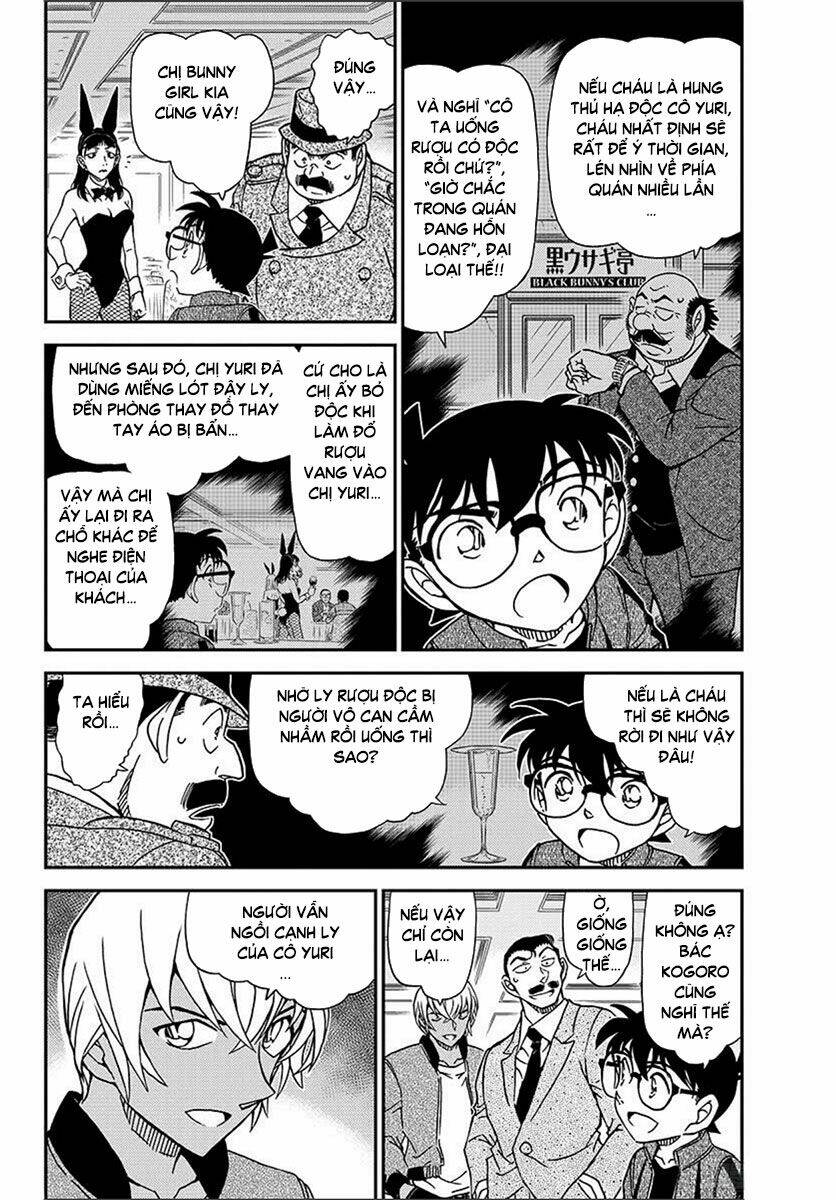 NẾU CHÁU LÀ HUNG
THỦ HẠ ĐỘC CÔ YURI,
CHÁU NHẤT ĐỊNH SẼ
RẤT ĐỂ Ý THỜI GIAN,
LÉN NHÌN VỀ PHÍA
QUÁN NHIỀU LẦN
...
VÀ NGHĨ "CÔ
TA UỐNG
RƯỢU CÓ ĐỘC
RỒI CHỨ?",
"GIỜ CHẮC
TRONG QUÁN
ĐANG HỖN
LOẠN?", ĐẠI
LOẠI THẾ!!
黒ウサギ亭
BLACK BUNNY'S CLUB
ĐÚNG
VẬY...
CHỊ BUNNY
GIRL KIA
CŨNG VẬY!
CỨ CHO LÀ
CHỊ ẤY BỎ
ĐỘC KHI
LÀM ĐỔ
RƯỢU
VANG VÀO
CHỊ YURI...
NHƯNG SAU ĐÓ, CHỊ YURI ĐÃ
DÙNG MIẾNG LÓT ĐẬY LY,
ĐẾN PHÒNG THAY ĐỒ THAY
TAY ÁO BỊ BẨN...
VẬY MÀ CHỊ
ẤY LẠI ĐI RA
CHỖ KHÁC ĐỂ
NGHE ĐIỆN
THOẠI CỦA
KHÁCH...
NẾU LÀ CHÁU
THÌ SẼ KHÔNG
RỜI ĐI NHƯ VẬY
ĐÂU!
NHỠ LY RƯỢU ĐỘC BỊ
NGƯỜI VÔ CAN CẦM
NHẦM RỒI UỐNG THÌ
SAO?
TA HIỂU
RỒI...
ĐÚNG
KHÔNG Ạ?
BÁC
KOGORO
CŨNG
NGHĨ THẾ
MÀ?
Ờ,
GIỐNG
GIỐNG
THẾ...
NẾU VẬY
CHỈ CÒN
LẠI...
NGƯỜI VẪN
NGỒI CẠNH LY
CỦA CÔ YURI
...